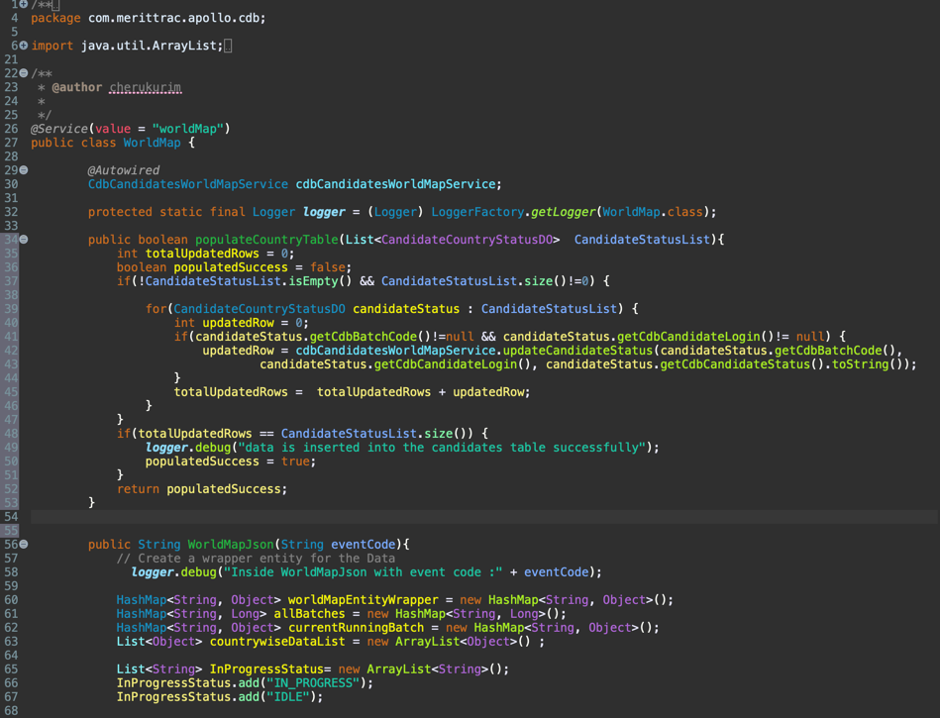 1 /**
4 package com.merittrac.apollo.cdb;
5
6 import java.util.ArrayList;
21
22 /**
23  * @author cherukurim
24  *
25  */
26 @Service(value = "worldMap")
27 public class WorldMap {
28
29         @Autowired
30         CdbCandidatesWorldMapService cdbCandidatesWorldMapService;
31
32         protected static final Logger logger = (Logger) LoggerFactory.getLogger(WorldMap.class);
33
34         public boolean populateCountryTable(List<CandidateCountryStatusDO>  CandidateStatusList){
35             int totalUpdatedRows = 0;
36             boolean populatedSuccess = false;
37             if(!CandidateStatusList.isEmpty() && CandidateStatusList.size()!=0) {
38
39                 for(CandidateCountryStatusDO candidateStatus : CandidateStatusList) {
40                     int updatedRow = 0;
41                     if(candidateStatus.getCdbBatchCode()!=null && candidateStatus.getCdbCandidateLogin()!= null) {
42                         updatedRow = cdbCandidatesWorldMapService.updateCandidateStatus(candidateStatus.getCdbBatchCode(),
43                                 candidateStatus.getCdbCandidateLogin(), candidateStatus.getCdbCandidateStatus().toString());
44                     }
45                     totalUpdatedRows =  totalUpdatedRows + updatedRow;
46                 }
47             }
48             if(totalUpdatedRows == CandidateStatusList.size()) {
49                 logger.debug("data is inserted into the candidates table successfully");
50                 populatedSuccess = true;
51             }
52             return populatedSuccess;
53         }
54
55
56         public String WorldMapJson(String eventCode){
57             // Create a wrapper entity for the Data
58               logger.debug("Inside WorldMapJson with event code :" + eventCode);
59
60             HashMap<String, Object> worldMapEntityWrapper = new HashMap<String, Object>();
61             HashMap<String, Long> allBatches = new HashMap<String, Long>();
62             HashMap<String, Object> currentRunningBatch = new HashMap<String, Object>();
63             List<Object> countrywiseDataList = new ArrayList<Object>() ;
64
65             List<String> InProgressStatus= new ArrayList<String>();
66             InProgressStatus.add("IN_PROGRESS");
67             InProgressStatus.add("IDLE");
68